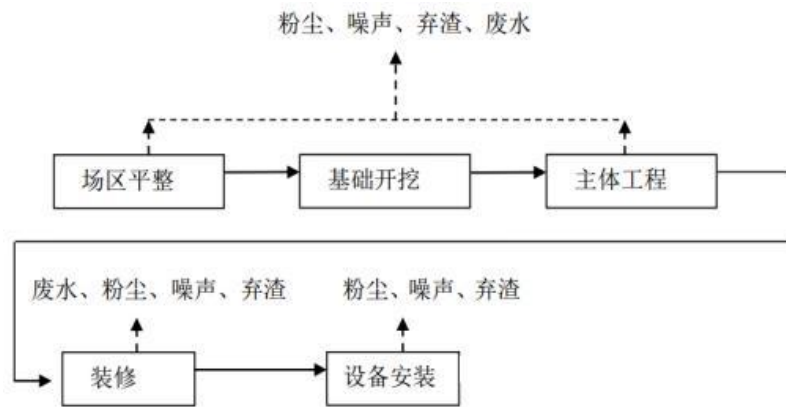 粉尘、噪声、弃渣、废水
场区平整
基础开挖
主体工程
废水、粉尘、噪声、弃渣
粉尘、噪声、弃渣
装修
设备安装